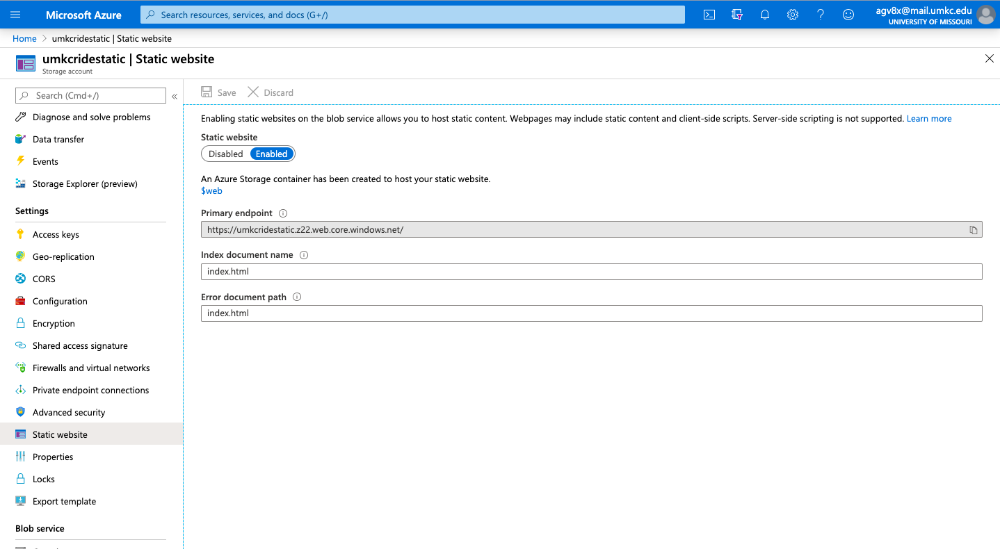 Microsoft Azure
Search resources, services, and docs (G+/)
agv8x@mail.umkc.edu
UNIVERSITY OF MISSOURI
Home > umkcridestatic | Static website
umkcridestatic | Static website
Storage account
Search (Cmd+/)
«
Diagnose and solve problems
Data transfer
Events
Storage Explorer (preview)
Settings
Access keys
Geo-replication
CORS
Configuration
Encryption
Shared access signature
Firewalls and virtual networks
Private endpoint connections
Advanced security
Static website
Properties
Locks
Export template
Blob service
Save
Discard
Enabling static websites on the blob service allows you to host static content. Webpages may include static content and client-side scripts. Server-side scripting is not supported. Learn more
Static website
Disabled Enabled
An Azure Storage container has been created to host your static website.
$web
Primary endpoint
https://umkcridestatic.z22.web.core.windows.net/
Index document name
index.html
Error document path
index.html